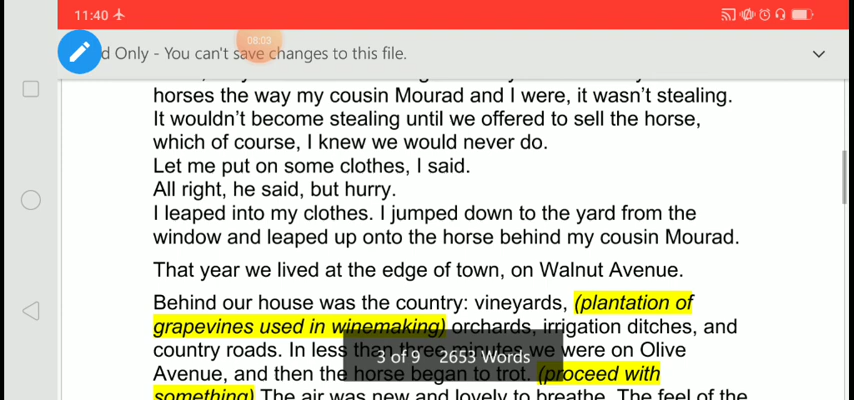 11:40
08:03
d Only - You can't save changes to this file.
horses the way my cousin Mourad and I were, it wasn't stealing.
It wouldn't become stealing until we offered to sell the horse,
which of course, I knew we would never do.
Let me put on some clothes, I said.
All right, he said, but hurry.
I leaped into my clothes. I jumped down to the yard from the
window and leaped up onto the horse behind my cousin Mourad.
That year we lived at the edge of town, on Walnut Avenue.
Behind our house was the country: vineyards, (plantation of
grapevines used in winemaking) orchards, irrigation ditches, and
country roads. In less than three minutes we were on Olive
3 of 9 2653 Words
Avenue, and then the horse began to trot. (proceed with
something) The air was new and lovely to breathe. The feel of the